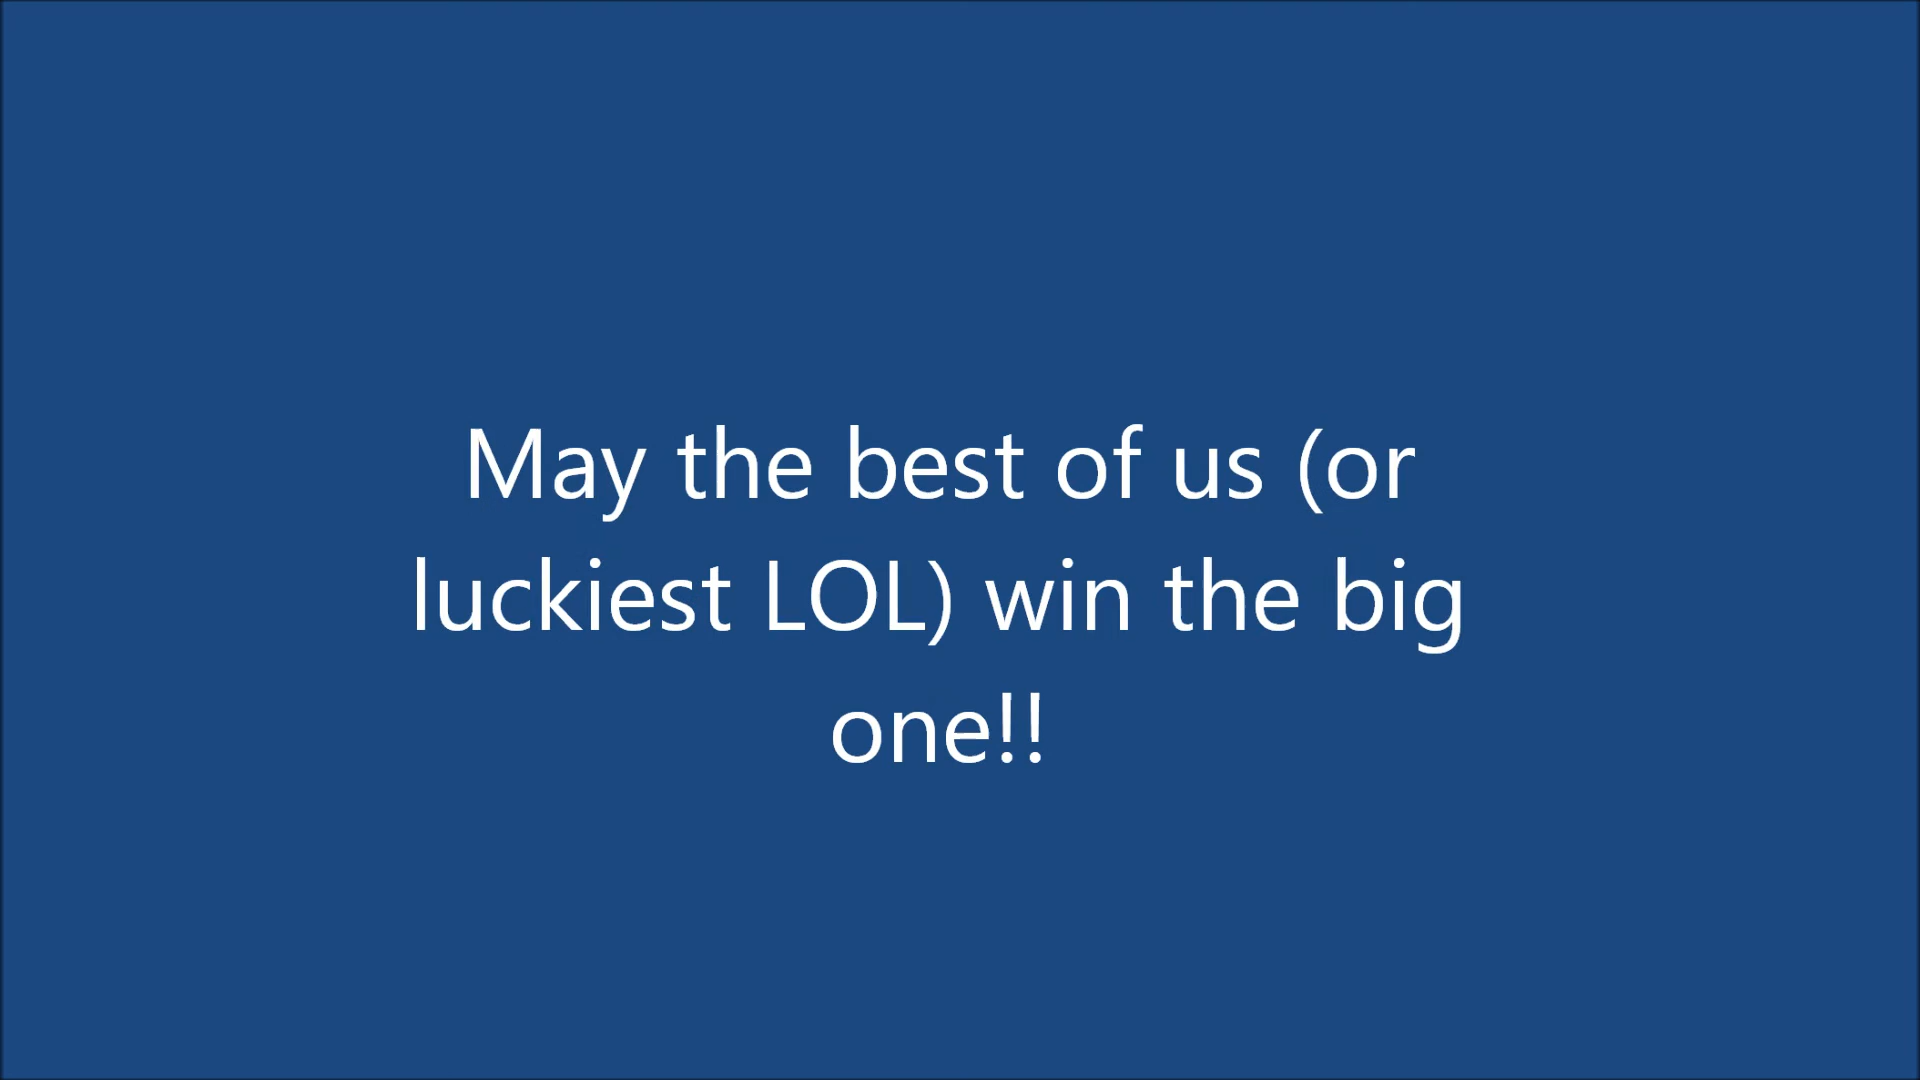 May the best of us (or
luckiest LOL) win the big
one!!